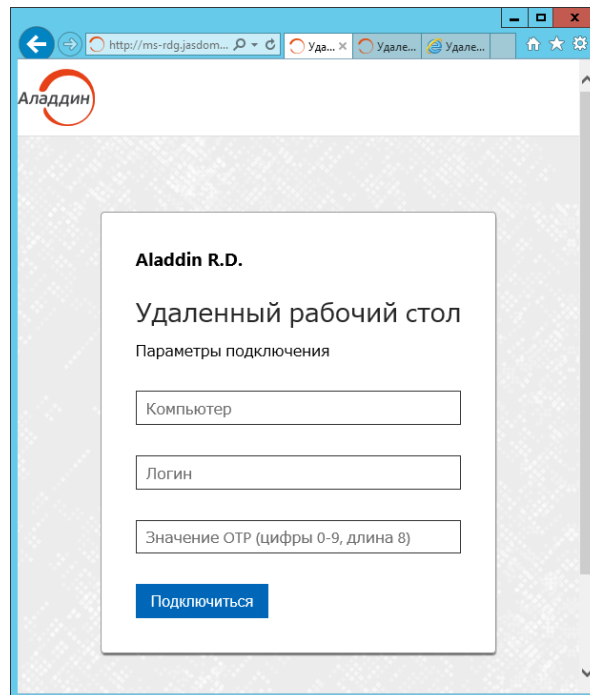 http://ms-rdg.jasdom...
Уда...
Удале...
Удале...
Аладдин
Aladdin R.D.
Удаленный рабочий стол
Параметры подключения
Компьютер
Логин
Значение OTP (цифры 0-9, длина 8)
Подключиться